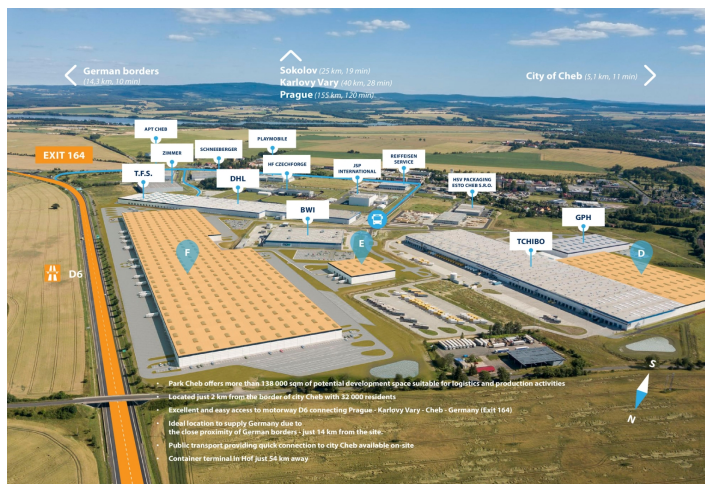 German borders
(14,3 km, 10 min)
Sokolov (25 km, 19 min)
Karlovy Vary (40 km, 28 min)
Prague (155 km, 120 min)
City of Cheb (5,1 km, 11 min)
EXIT 164
APT CHEB
ZIMMER
SCHNEEBERGER
PLAYMOBILE
HF CZECHFORGE
JSP
INTERNATIONAL
REIFFEISEN
SERVICE
HSV PACKAGING
ESTO CHEB S.R.O.
T.F.S.
DHL
BWI
GPH
TCHIBO
F
E
D
D6
S
N
• Park Cheb offers more than 138 000 sqm of potential development space suitable for logistics and production activities
• Located just 2 km from the border of city Cheb with 32 000 residents
• Excellent and easy access to motorway D6 connecting Prague - Karlovy Vary - Cheb - Germany (Exit 164)
• Ideal location to supply Germany due to
the close proximity of German borders - just 14 km from the site.
• Public transport providing quick connection to city Cheb available on-site
• Container terminal in Hof just 54 km away